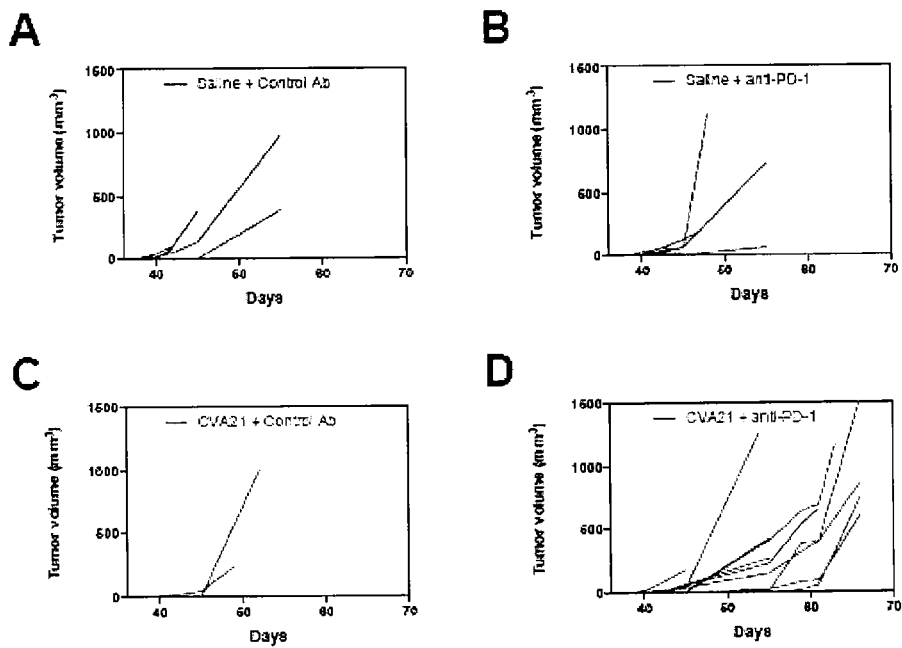 A
B
1500
1000
500
0
Tumor volume (mm³)
Saline + Control Ab
40
50
60
70
Days
1500
1000
500
0
Tumor volume (mm³)
Saline + anti-PD-1
40
50
60
70
Days
C
D
1500
1000
500
0
Tumor volume (mm³)
CVA21 + Control Ab
40
50
60
70
Days
1500
1000
500
0
Tumor volume (mm³)
CVA21 + anti-PD-1
40
50
60
70
Days